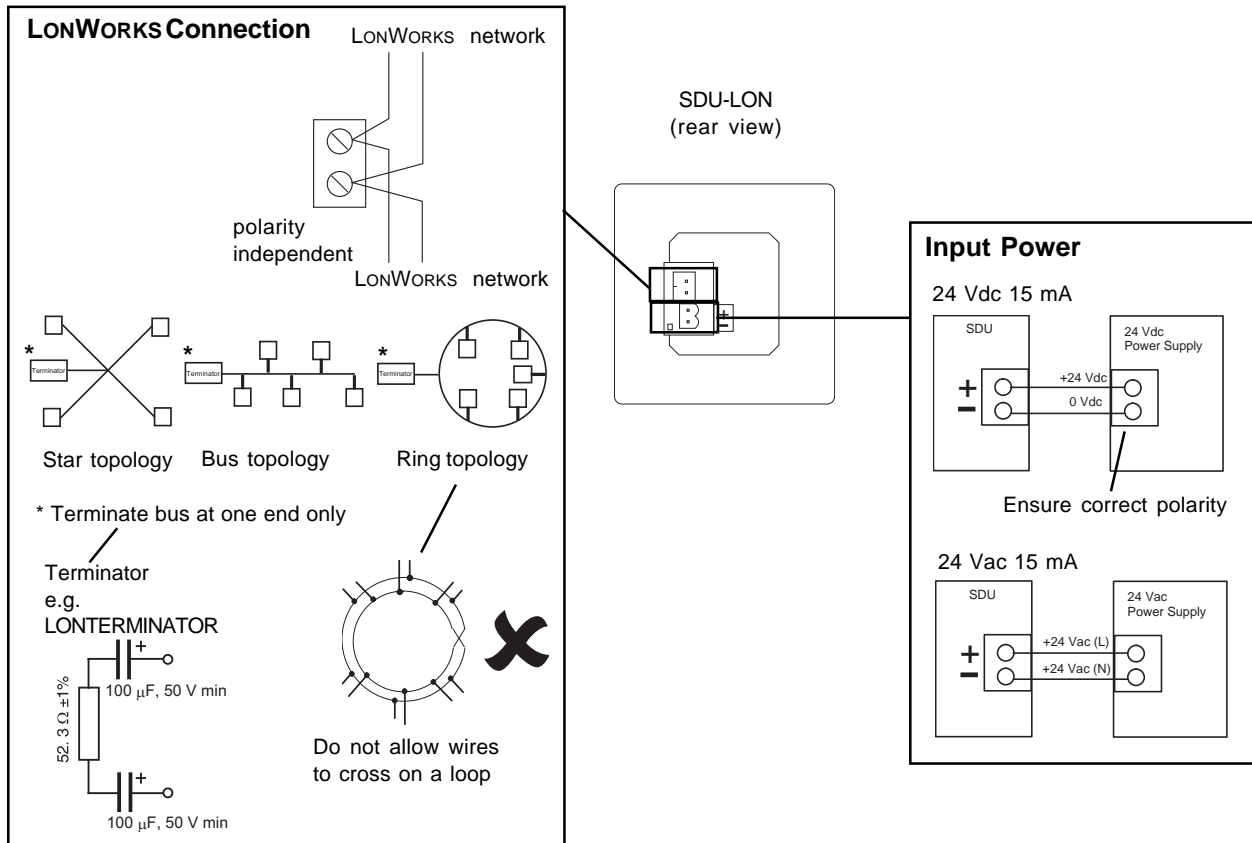 LONWORKS Connection
LONWORKS network
polarity
independent
LONWORKS network
*
Terminator
*
Terminator
*
Terminator
Star topology
Bus topology
Ring topology
* Terminate bus at one end only
Terminator
e.g.
LONTERMINATOR
+
100 µF, 50 V min
52. 3 Ω ±1%
+
100 µF, 50 V min
Do not allow wires
to cross on a loop
SDU-LON
(rear view)
+
−
Input Power
24 Vdc 15 mA
SDU
24 Vdc
Power Supply
+
−
+24 Vdc
0 Vdc
Ensure correct polarity
24 Vac 15 mA
SDU
24 Vac
Power Supply
+
−
+24 Vac (L)
+24 Vac (N)